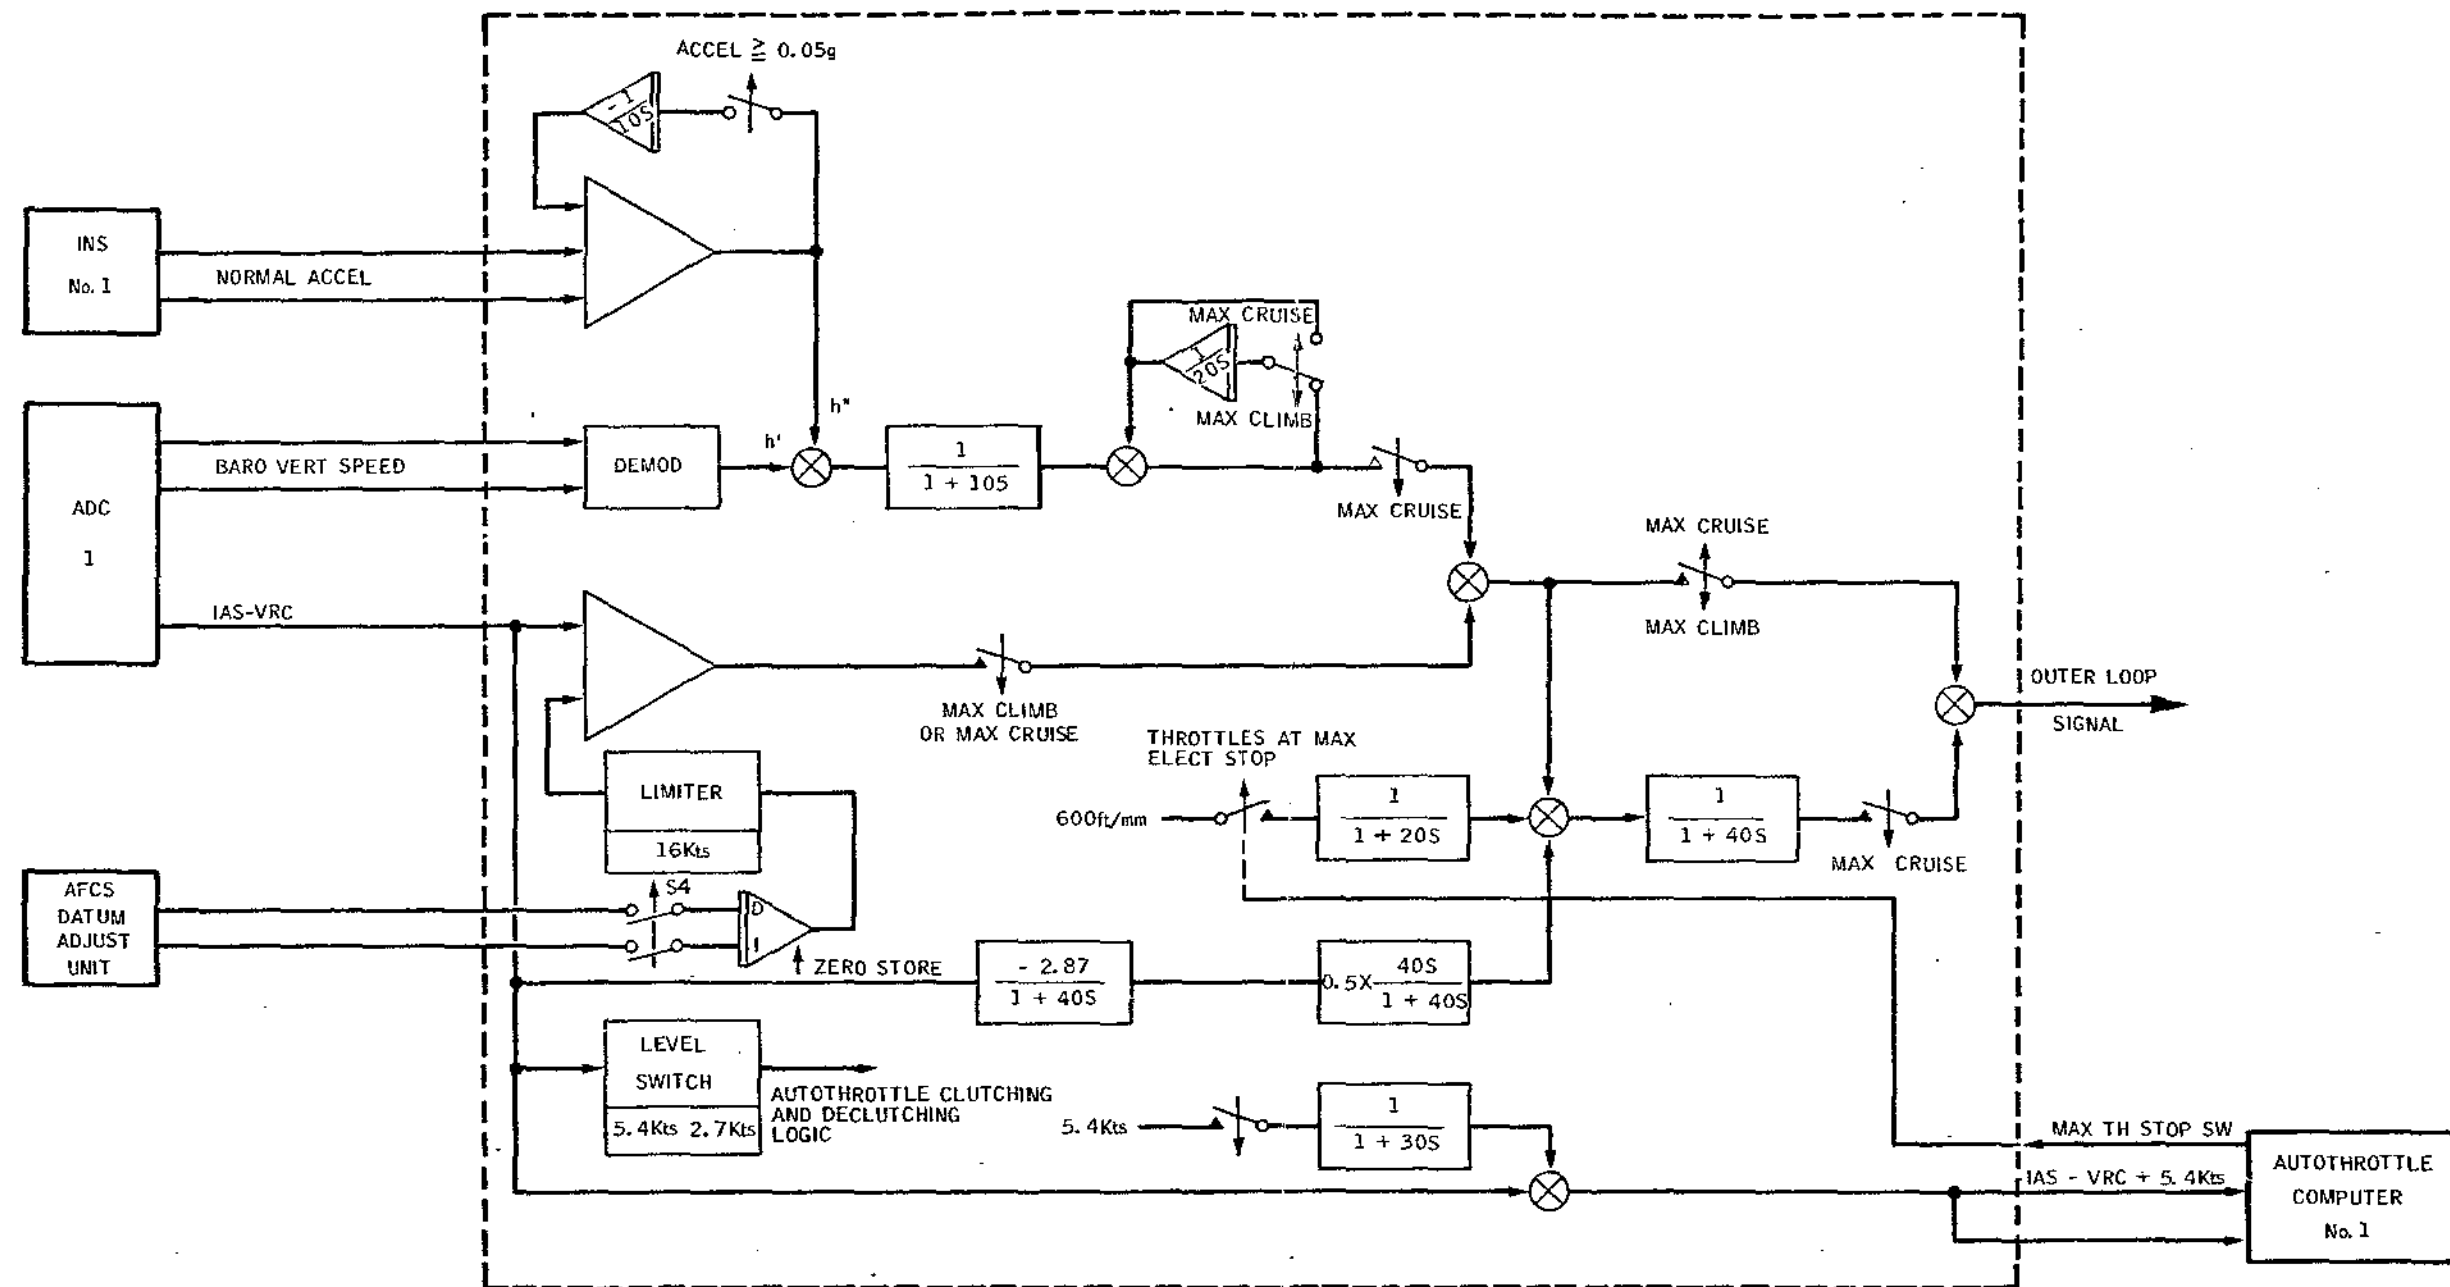 ACCEL ≧ 0.05g
-1
10S
INS
No.1
NORMAL ACCEL
MAX CRUISE
1
20S
MAX CLIMB
h"
h'
ADC
1
BARO VERT SPEED
DEMOD
1
1 + 10S
MAX CRUISE
MAX CRUISE
MAX CLIMB
IAS-VRC
MAX CLIMB
OR MAX CRUISE
OUTER LOOP
SIGNAL
THROTTLES AT MAX
ELECT STOP
LIMITER
16Kts
600ft/mm
1
1 + 20S
1
1 + 40S
MAX CRUISE
AFCS
DATUM
ADJUST
UNIT
S4
D
I
ZERO STORE
- 2.87
1 + 40S
0.5X
40S
1 + 40S
LEVEL
SWITCH
5.4Kts 2.7Kts
AUTOTHROTTLE CLUTCHING
AND DECLUTCHING
LOGIC
5.4Kts
1
1 + 30S
MAX TH STOP SW
IAS - VRC + 5.4Kts
AUTOTHROTTLE
COMPUTER
No.1